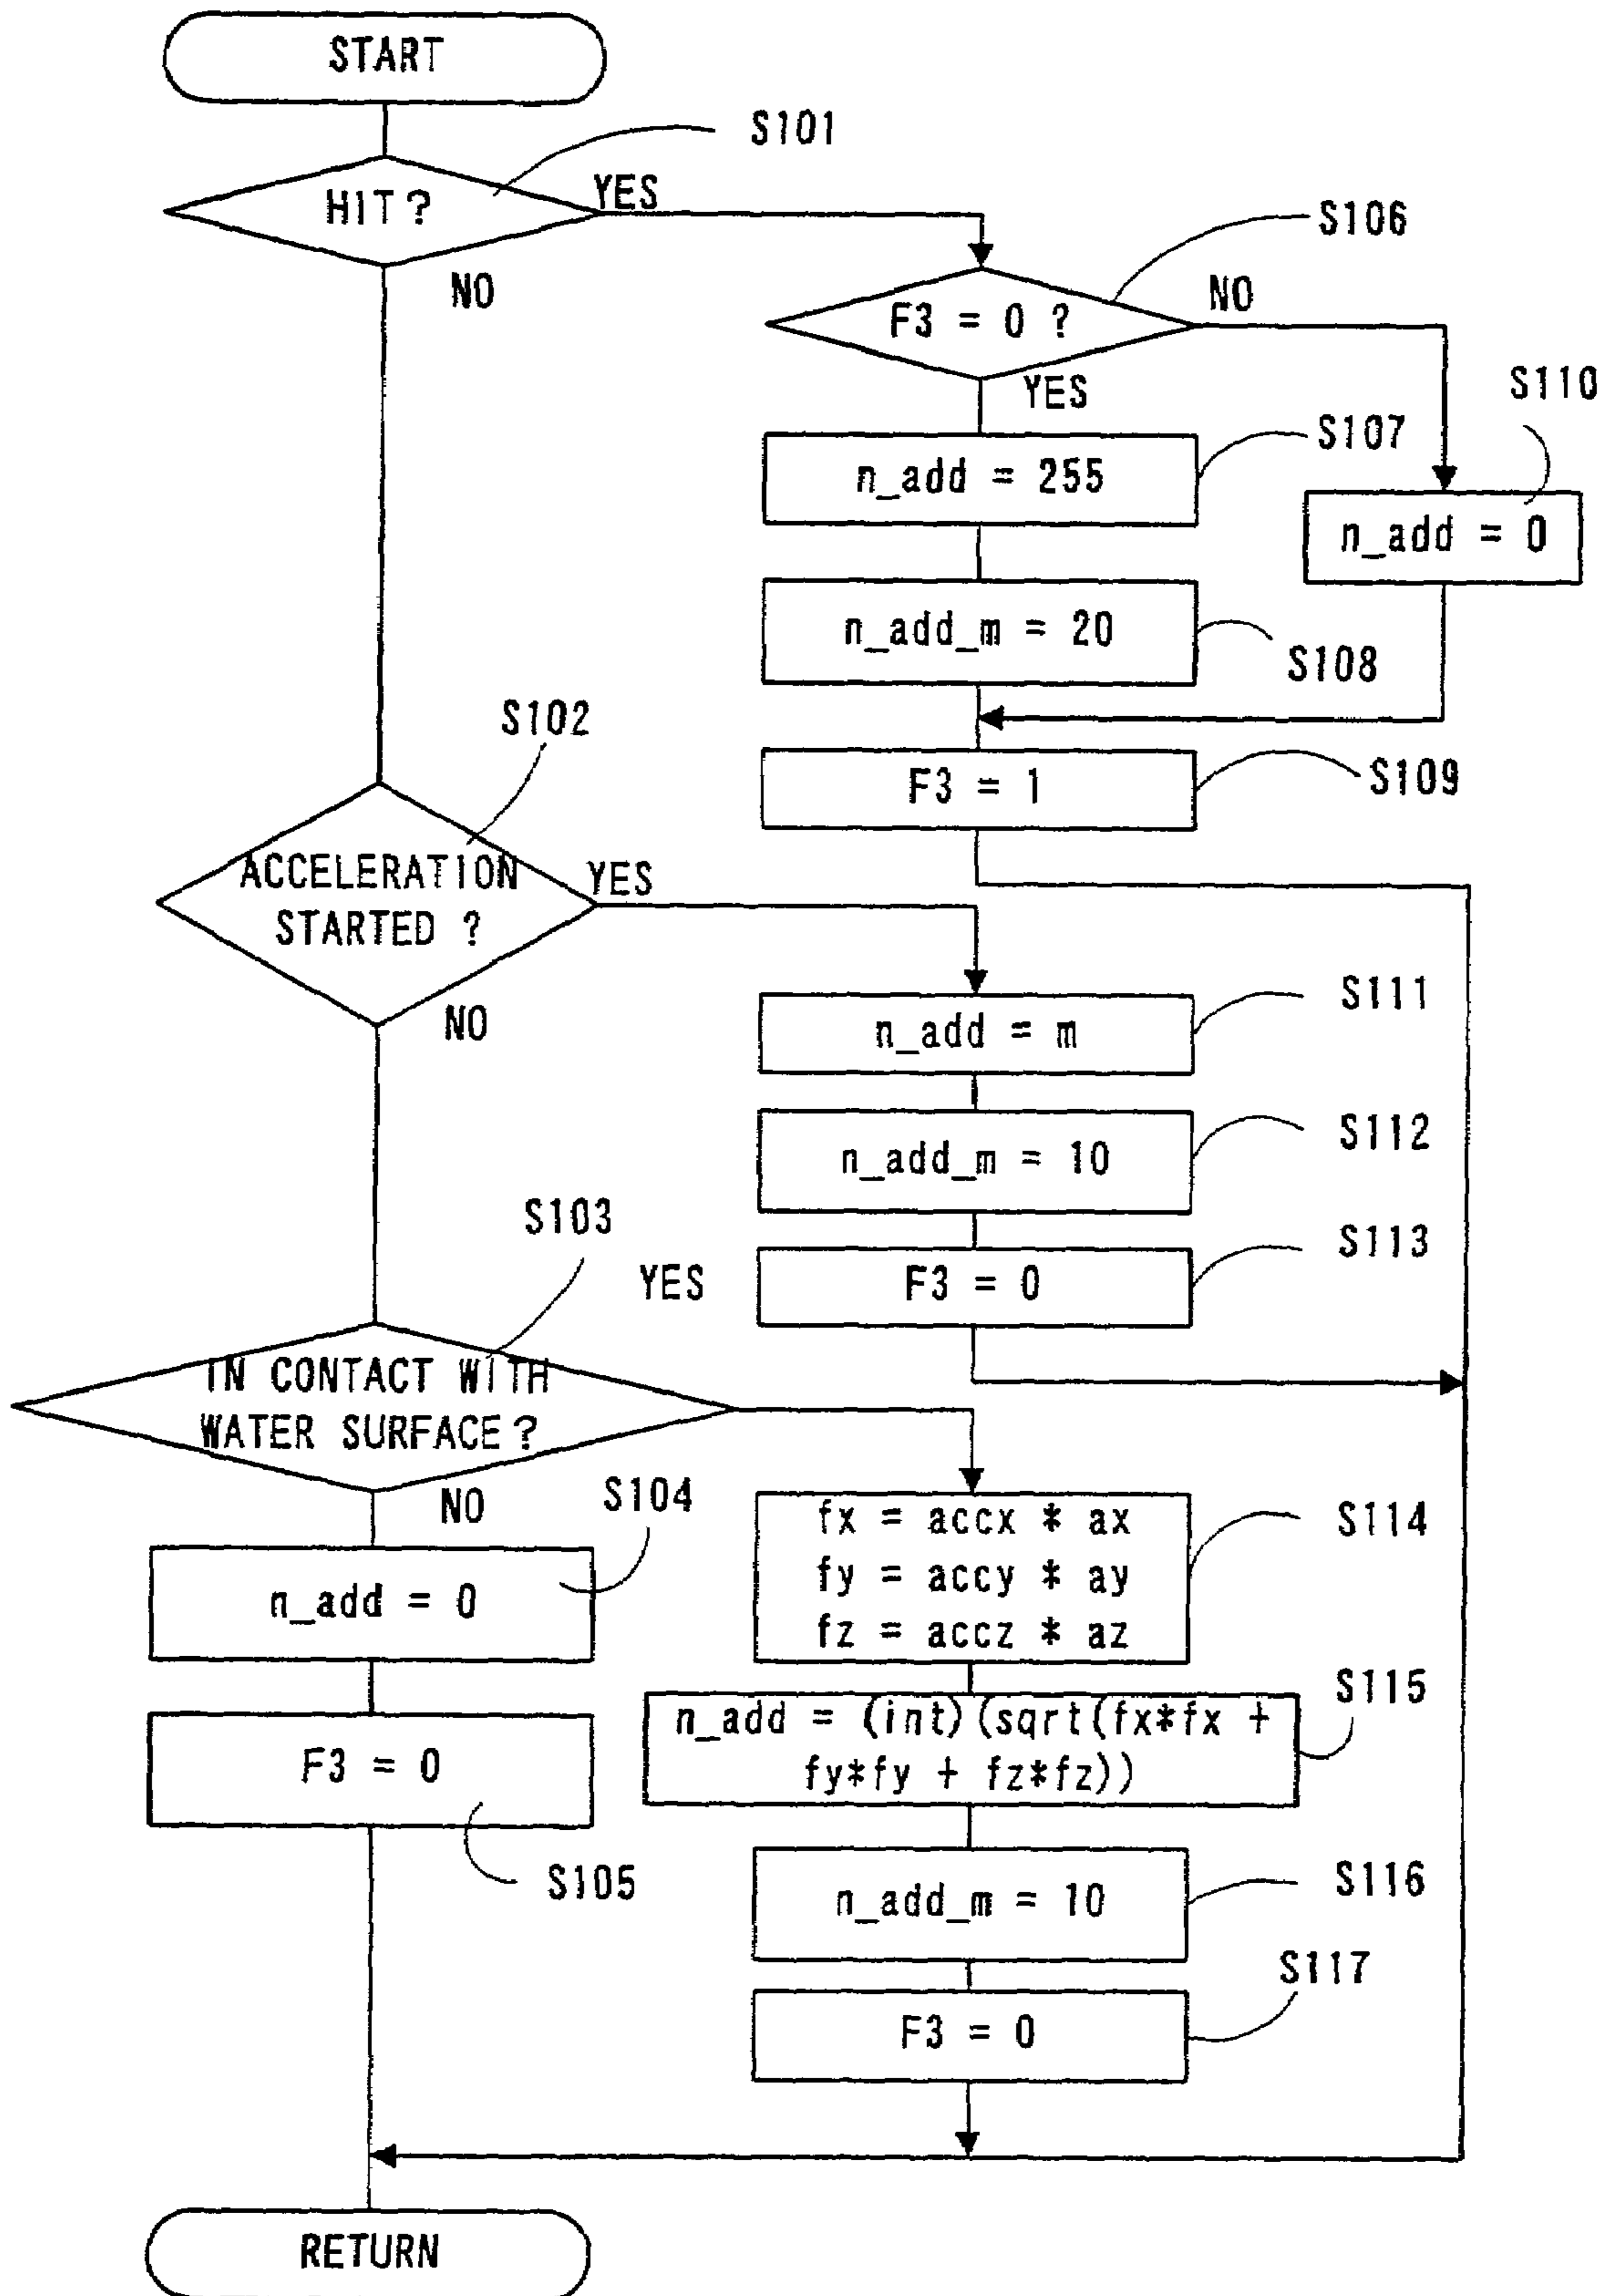 START
S101
HIT?
YES
NO
S106
F3 = 0 ?
NO
YES
S110
S107
n_add = 255
n_add = 0
n_add_m = 20
S108
S102
F3 = 1
S109
ACCELERATION
STARTED ?
YES
NO
S111
n_add = m
S112
n_add_m = 10
S103
S113
YES
F3 = 0
IN CONTACT WITH
WATER SURFACE?
NO
S104
n_add = 0
fx = accx * ax
fy = accy * ay
fz = accz * az
S114
S115
n_add = (int)(sqrt(fx*fx +
fy*fy + fz*fz))
F3 = 0
S105
S116
n_add_m = 10
S117
F3 = 0
RETURN